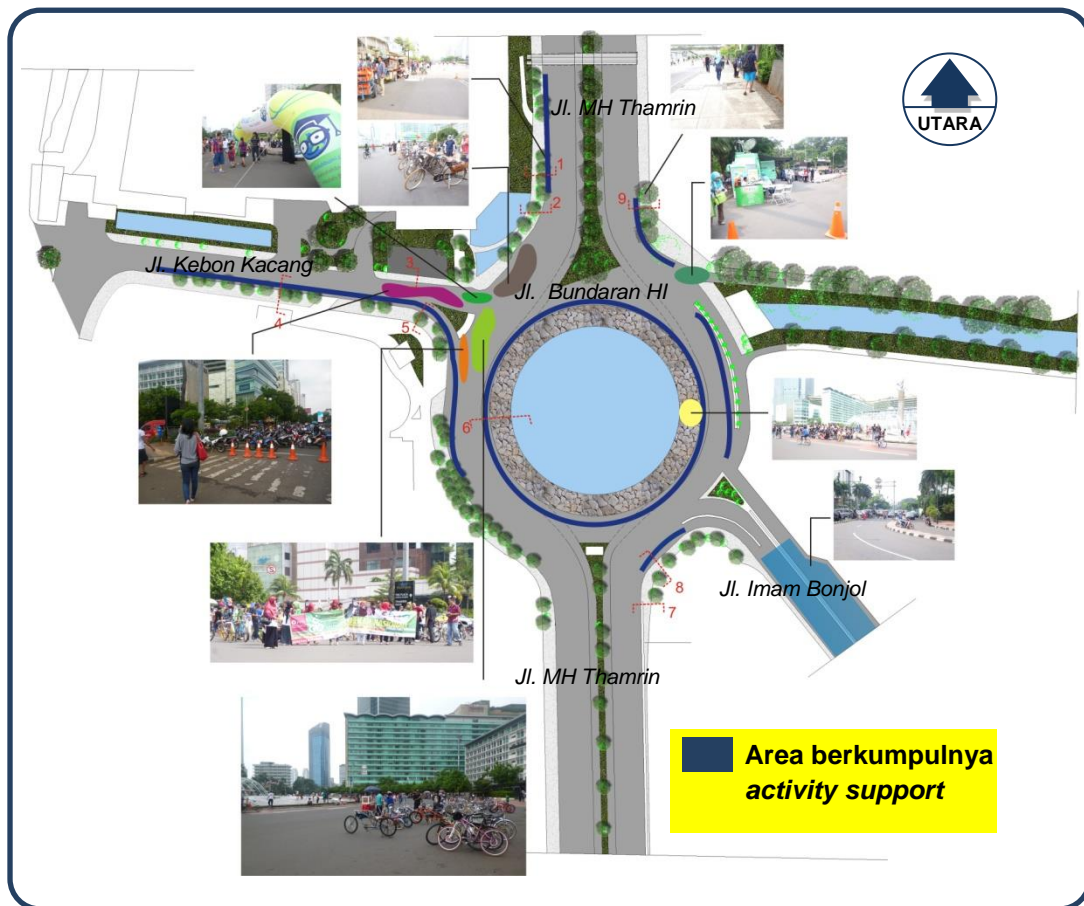 Jl. MH Thamrin
UTARA
1
9
2
Jl. Kebon Kacang
3
Jl. Bundaran HI
4
5
6
8
Jl. Imam Bonjol
7
Jl. MH Thamrin
Area berkumpulnya
activity support